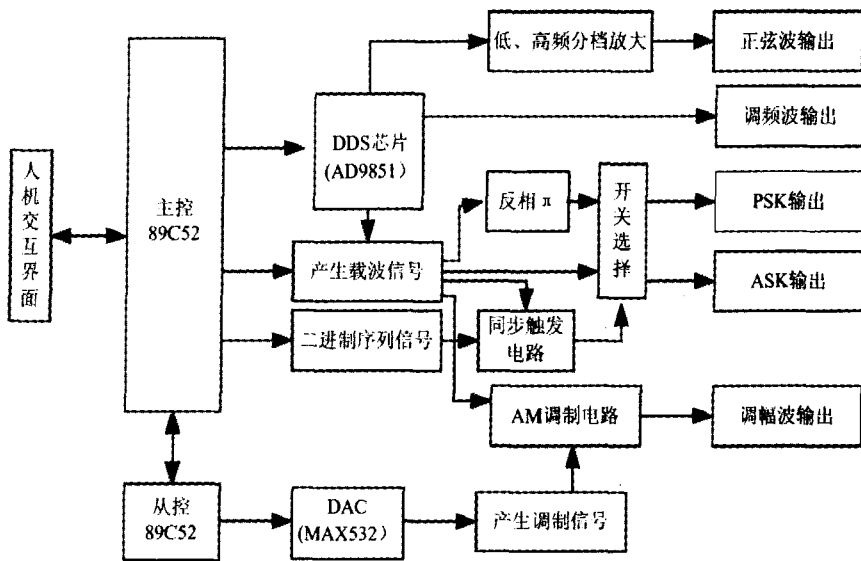 低、高频分档放大
正弦波输出
DDS芯片
(AD9851)
调频波输出
人机交互界面
主控
89C52
反相 π
开关选择
PSK输出
产生载波信号
ASK输出
二进制序列信号
同步触发
电路
AM调制电路
调幅波输出
从控
89C52
DAC
(MAX532)
产生调制信号